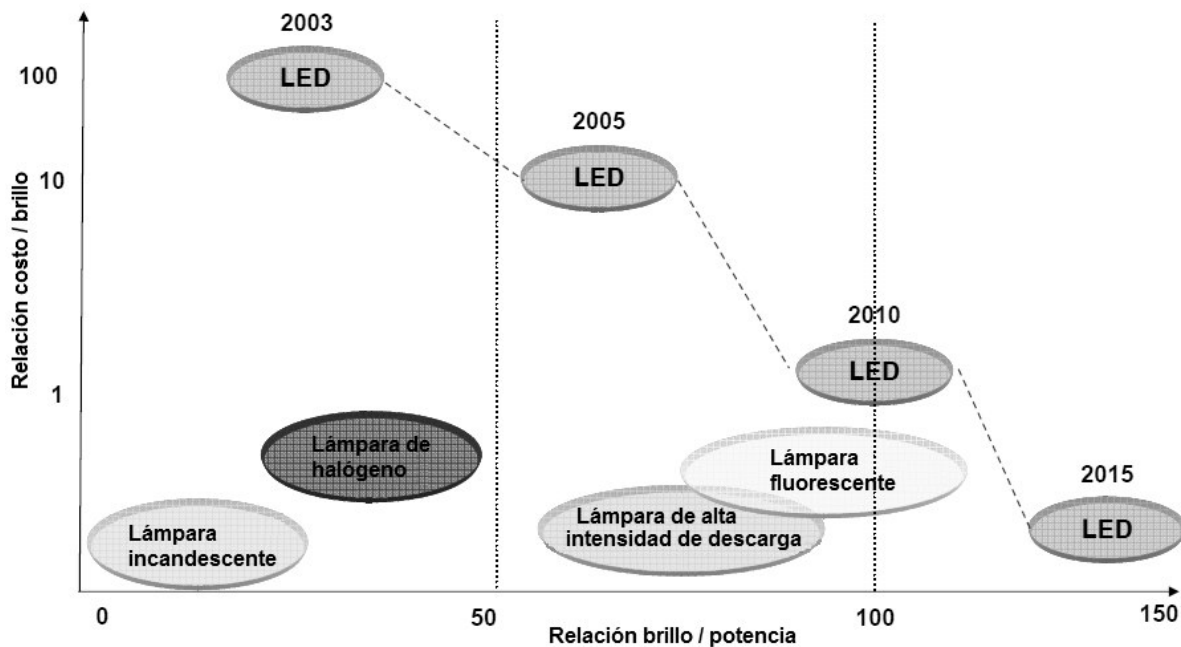 2003
LED
100
2005
LED
10
2010
LED
1
Relación costo / brillo
Lámpara de
halógeno
Lámpara
fluorescente
2015
LED
Lámpara de alta
intensidad de descarga
Lámpara
incandescente
0
50
100
150
Relación brillo / potencia